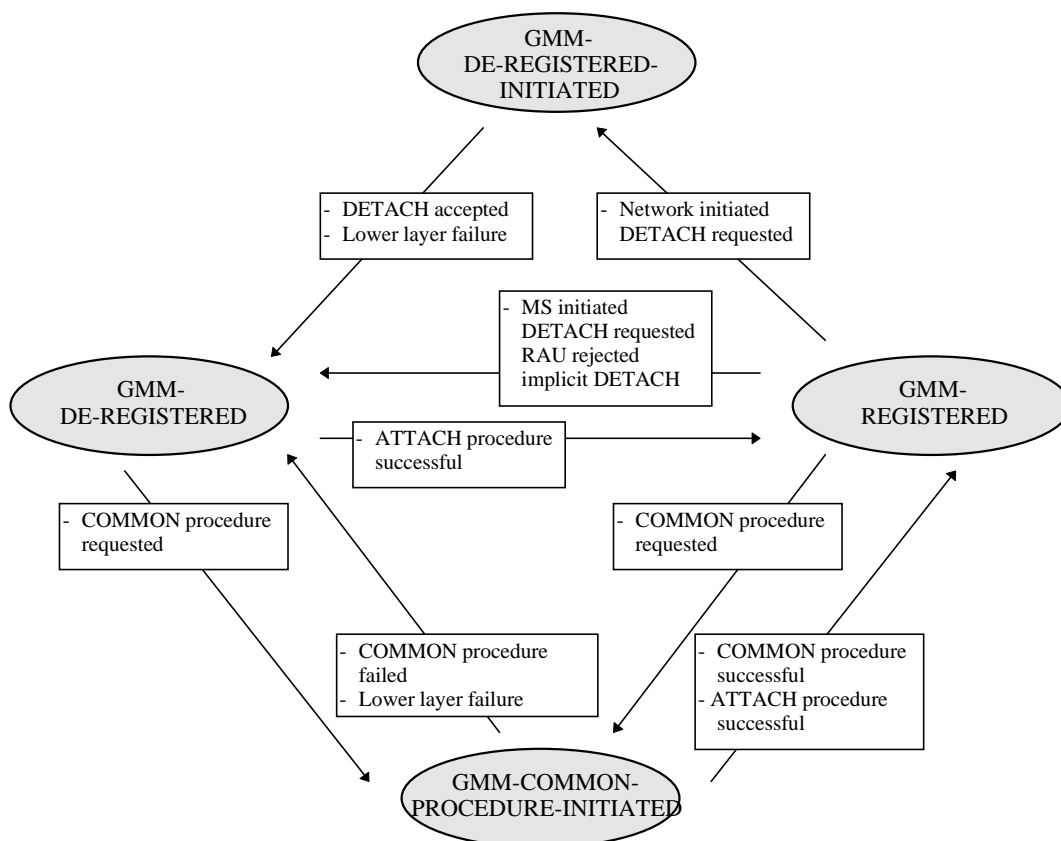 GMM-
DE-REGISTERED-
INITIATED
- DETACH accepted
- Lower layer failure
- Network initiated
DETACH requested
- MS initiated
DETACH requested
RAU rejected
implicit DETACH
GMM-
DE-REGISTERED
GMM-
REGISTERED
- ATTACH procedure
successful
- COMMON procedure
requested
- COMMON procedure
requested
- COMMON procedure
failed
- Lower layer failure
- COMMON procedure
successful
- ATTACH procedure
successful
GMM-COMMON-
PROCEDURE-INITIATED